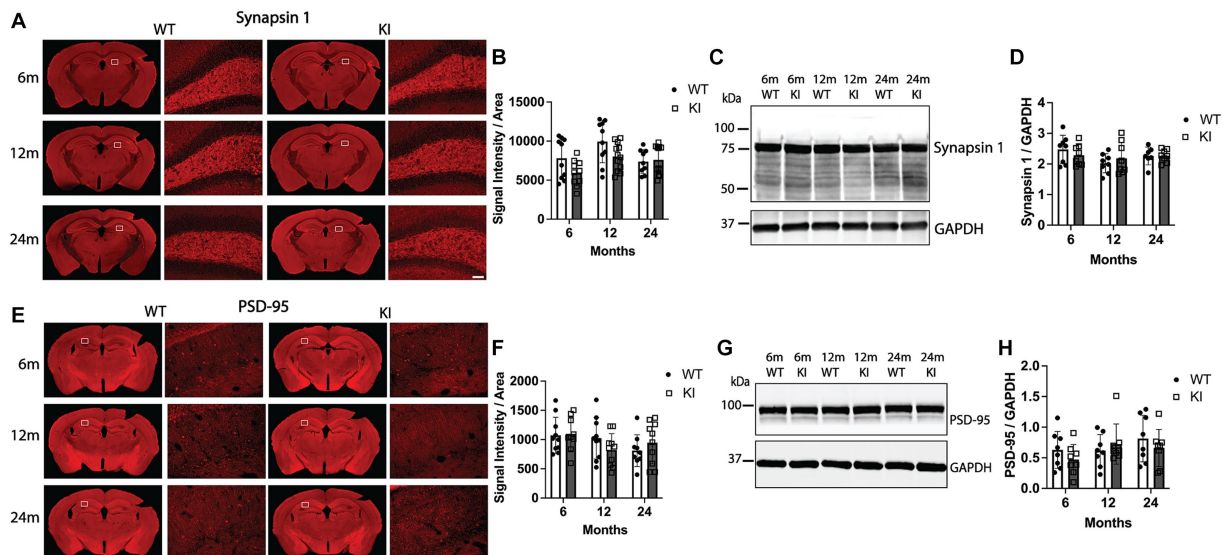 A
Synapsin 1
WT
KI
6m
12m
24m
B
Signal Intensity / Area
15000
10000
5000
0
6
12
24
Months
WT
KI
C
6m 6m 12m 12m 24m 24m
WT KI WT KI WT KI
kDa
100
75
50
37
Synapsin 1
GAPDH
D
Synapsin 1 / GAPDH
4
3
2
1
0
6
12
24
Months
WT
KI
E
PSD-95
WT
KI
6m
12m
24m
F
Signal Intensity / Area
2000
1500
1000
500
0
6
12
24
Months
WT
KI
G
6m 6m 12m 12m 24m 24m
WT KI WT KI WT KI
kDa
100
37
PSD-95
GAPDH
H
PSD-95 / GAPDH
2.0
1.5
1.0
0.5
0.0
6
12
24
Months
WT
KI